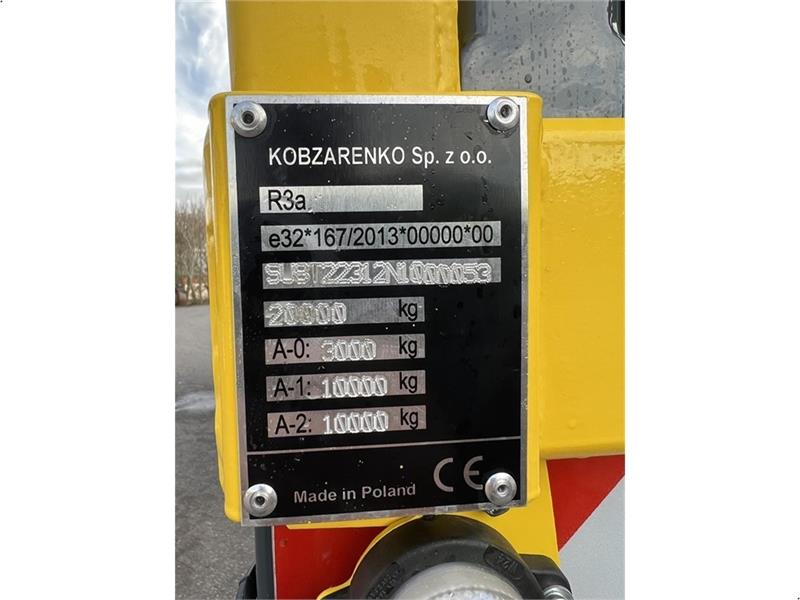 KOBZARENKO Sp. z o.o.
R3a
e32*167/2013*00000*00
20000 kg
A-0: 3000 kg
A-1: 10000 kg
A-2: 10000 kg
Made in Poland CE